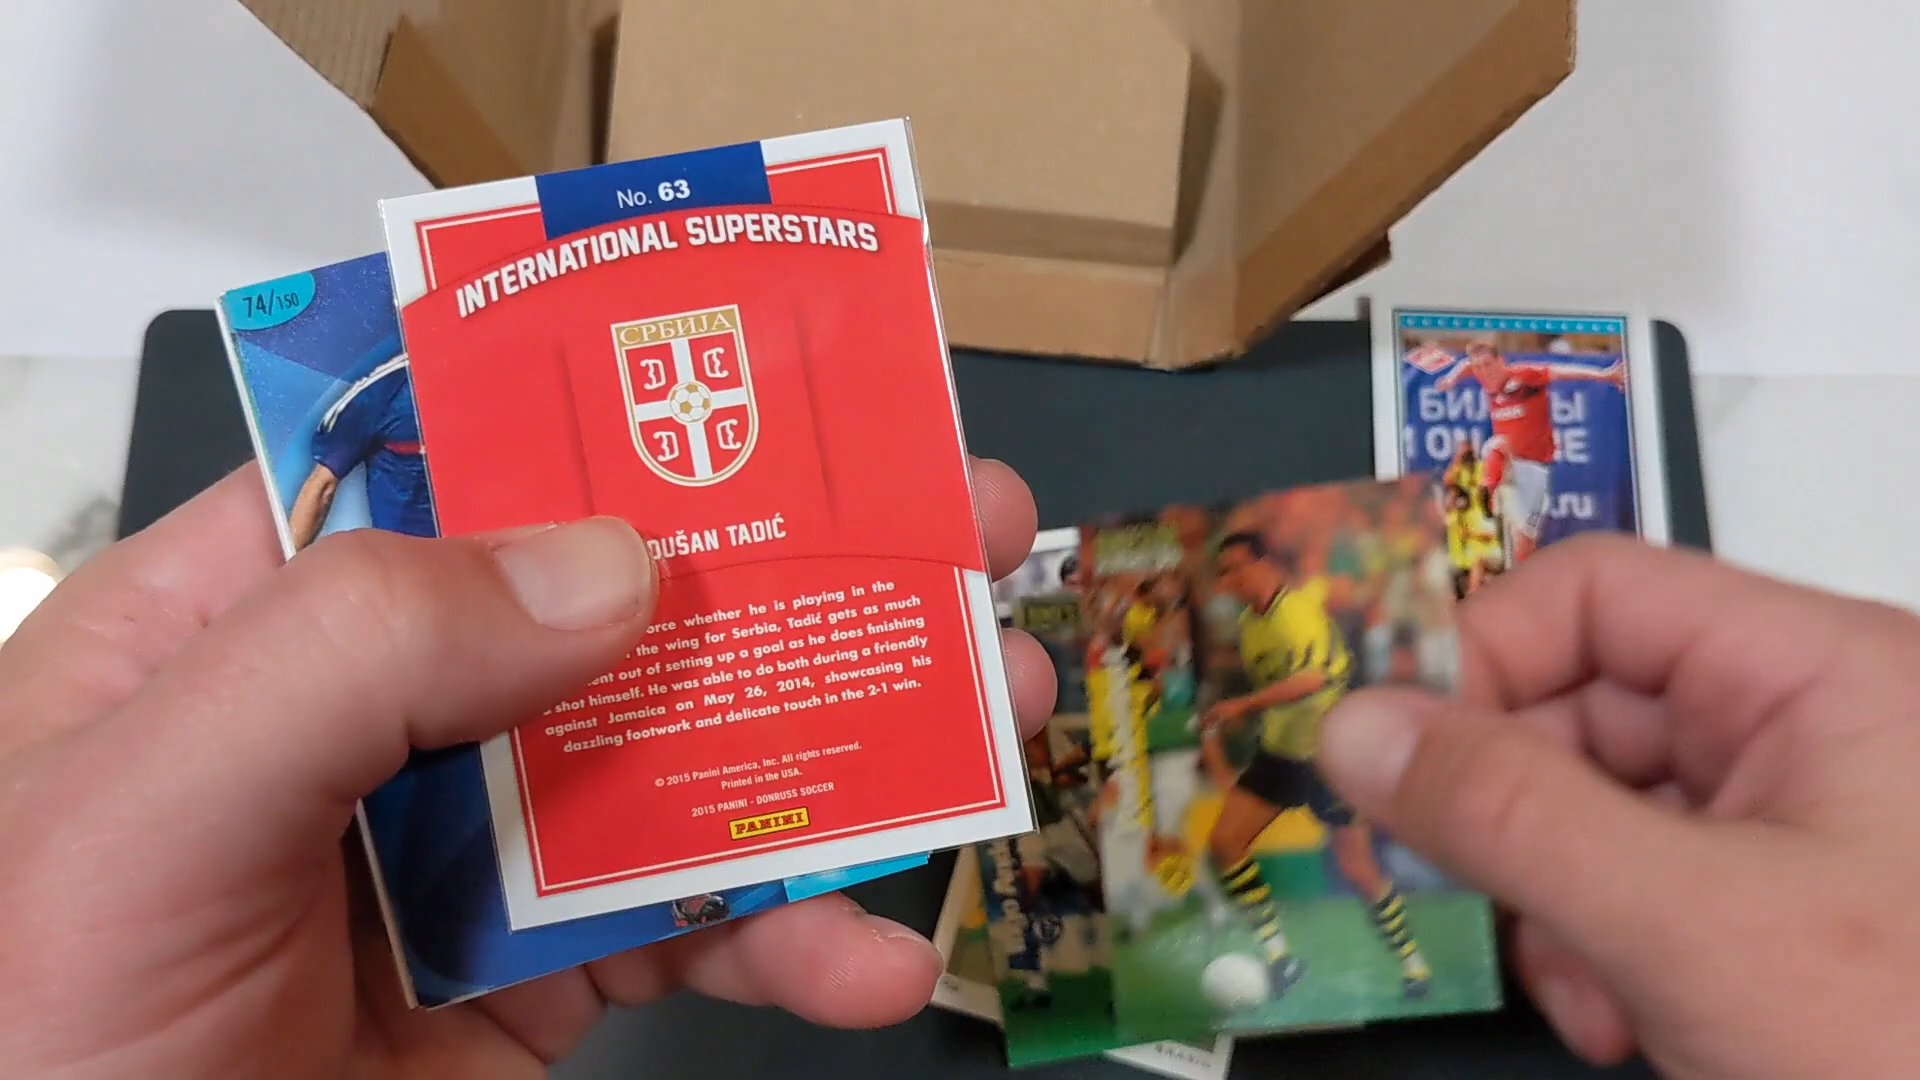 No. 63
INTERNATIONAL SUPERSTARS
74/150
СРБИЈА
DUŠAN TADIĆ
whether he is playing in the
the wing for Serbia, Tadić gets as much
out of setting up a goal as he does finishing
shot himself. He was able to do both during a friendly
against Jamaica on May 26, 2014, showcasing his
dazzling footwork and delicate touch in the 2-1 win.
© 2015 Panini America, Inc. All rights reserved.
Printed in the USA.
2015 PANINI - DONRUSS SOCCER
PANINI
.ru